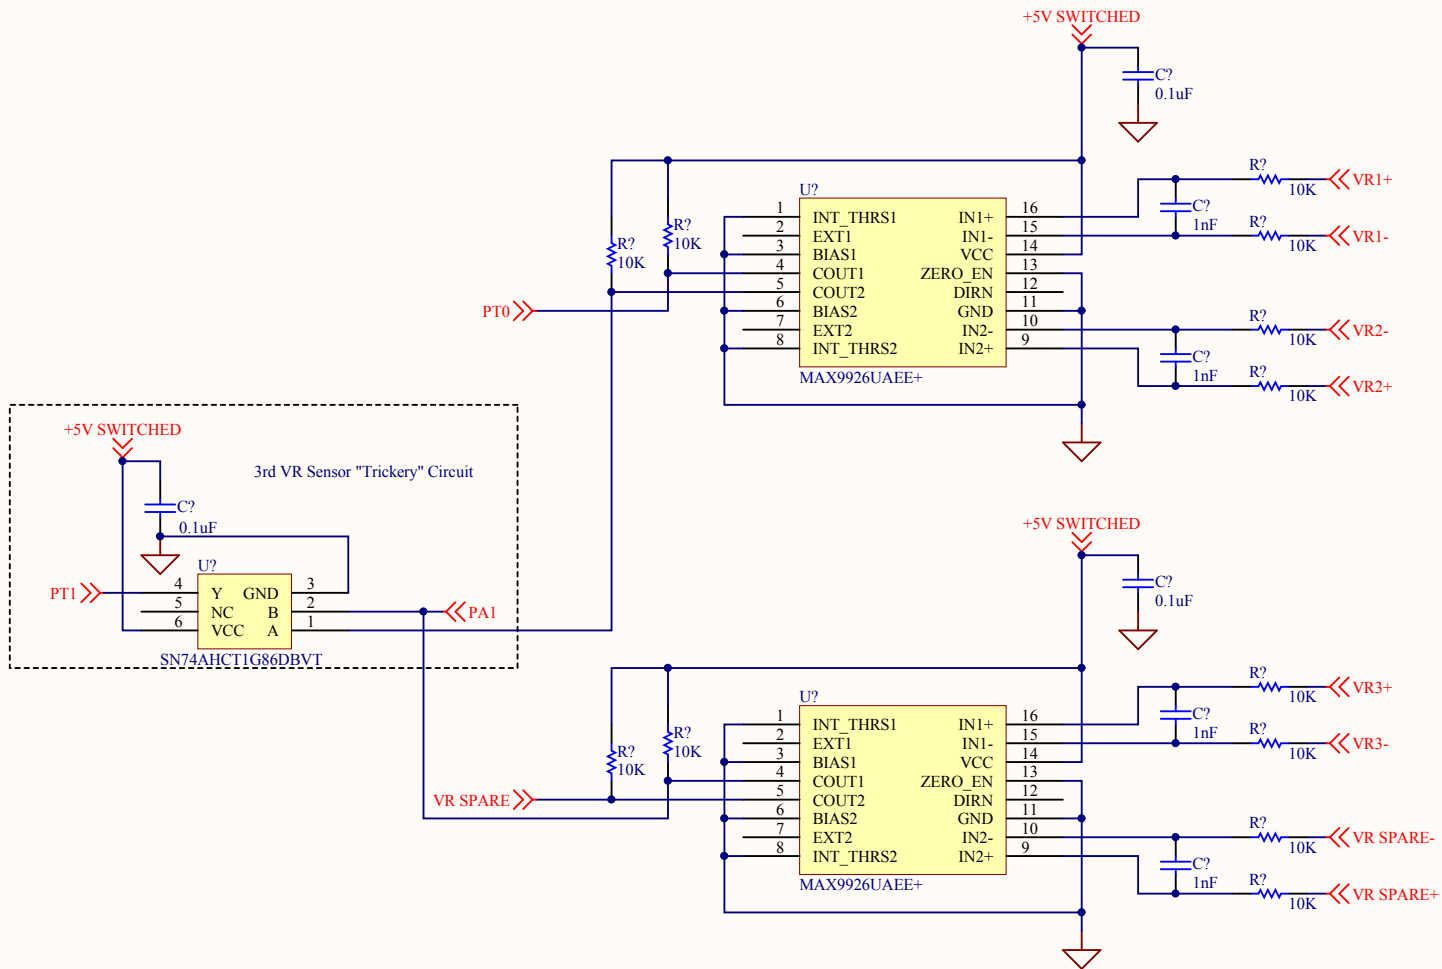 +5V SWITCHED
C?
0.1uF
U?
R?
10K
VR1+
1 INT_THRS1 IN1+ 16
C?
1nF
R?
10K
2 EXT1 IN1- 15
R?
10K
VR1-
3 BIAS1 VCC 14
R?
10K
4 COUT1 ZERO_EN 13
5 COUT2 DIRN 12
PT0
6 BIAS2 GND 11
7 EXT2 IN2- 10
R?
10K
VR2-
8 INT_THRS2 IN2+ 9
C?
1nF
MAX9926UAEE+
R?
10K
VR2+
+5V SWITCHED
3rd VR Sensor "Trickery" Circuit
C?
0.1uF
U?
PT1
4 Y GND 3
5 NC B 2
PA1
6 VCC A 1
SN74AHCT1G86DBVT
+5V SWITCHED
C?
0.1uF
U?
R?
10K
VR3+
1 INT_THRS1 IN1+ 16
C?
1nF
R?
10K
2 EXT1 IN1- 15
R?
10K
VR3-
3 BIAS1 VCC 14
R?
10K
4 COUT1 ZERO_EN 13
VR SPARE
5 COUT2 DIRN 12
6 BIAS2 GND 11
7 EXT2 IN2- 10
R?
10K
VR SPARE-
8 INT_THRS2 IN2+ 9
C?
1nF
MAX9926UAEE+
R?
10K
VR SPARE+